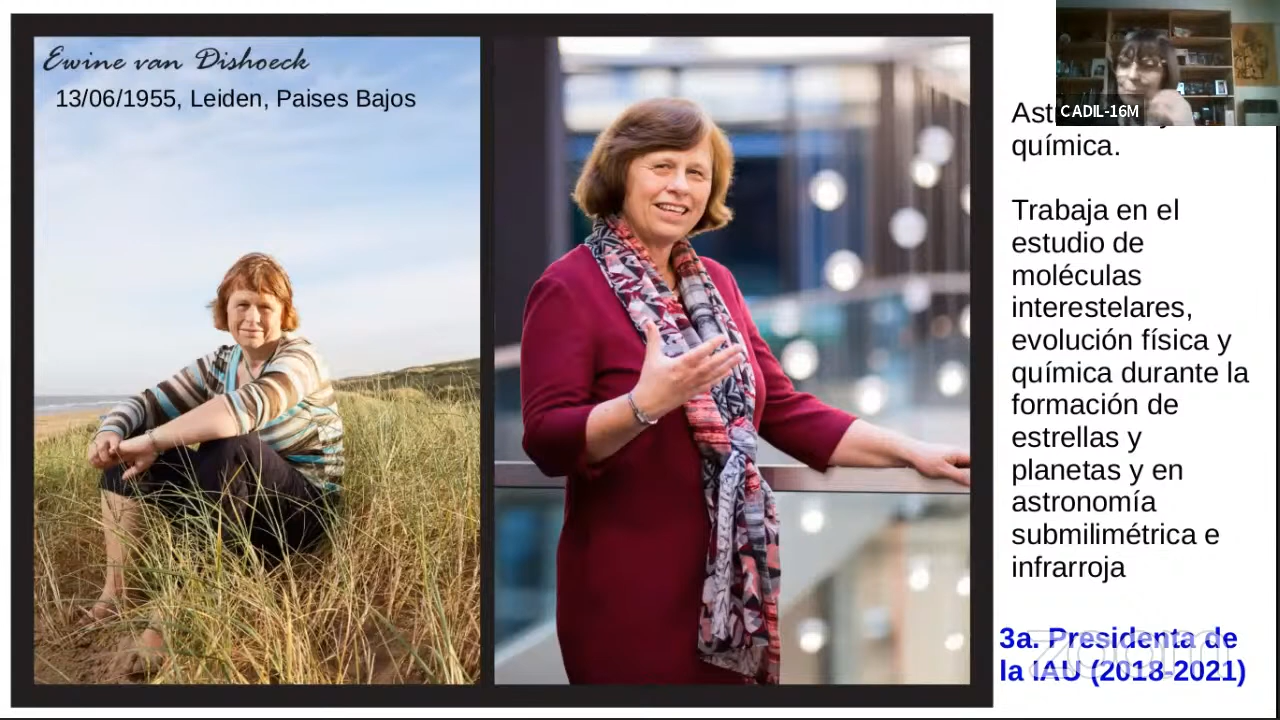 Ewine van Dishoeck
13/06/1955, Leiden, Paises Bajos
CADIL-16M
química.
Trabaja en el
estudio de
moléculas
interestelares,
evolución física y
química durante la
formación de
estrellas y
planetas y en
astronomía
submilimétrica e
infrarroja
3a. Presidenta de
la IAU (2018-2021)
zoom